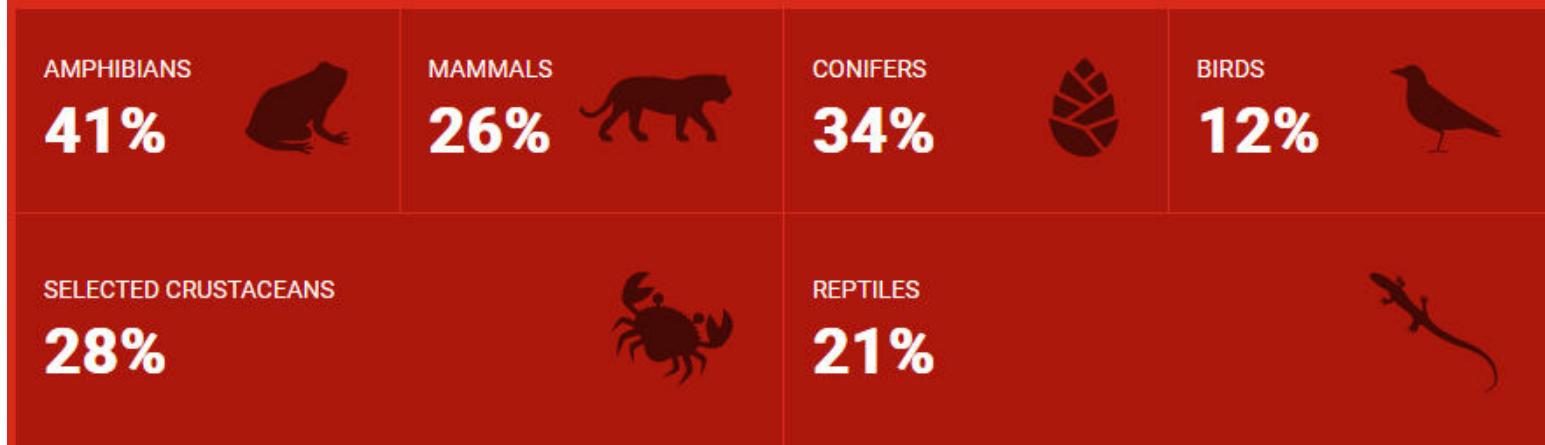 AMPHIBIANS
41%
MAMMALS
26%
CONIFERS
34%
BIRDS
12%
SELECTED CRUSTACEANS
28%
REPTILES
21%